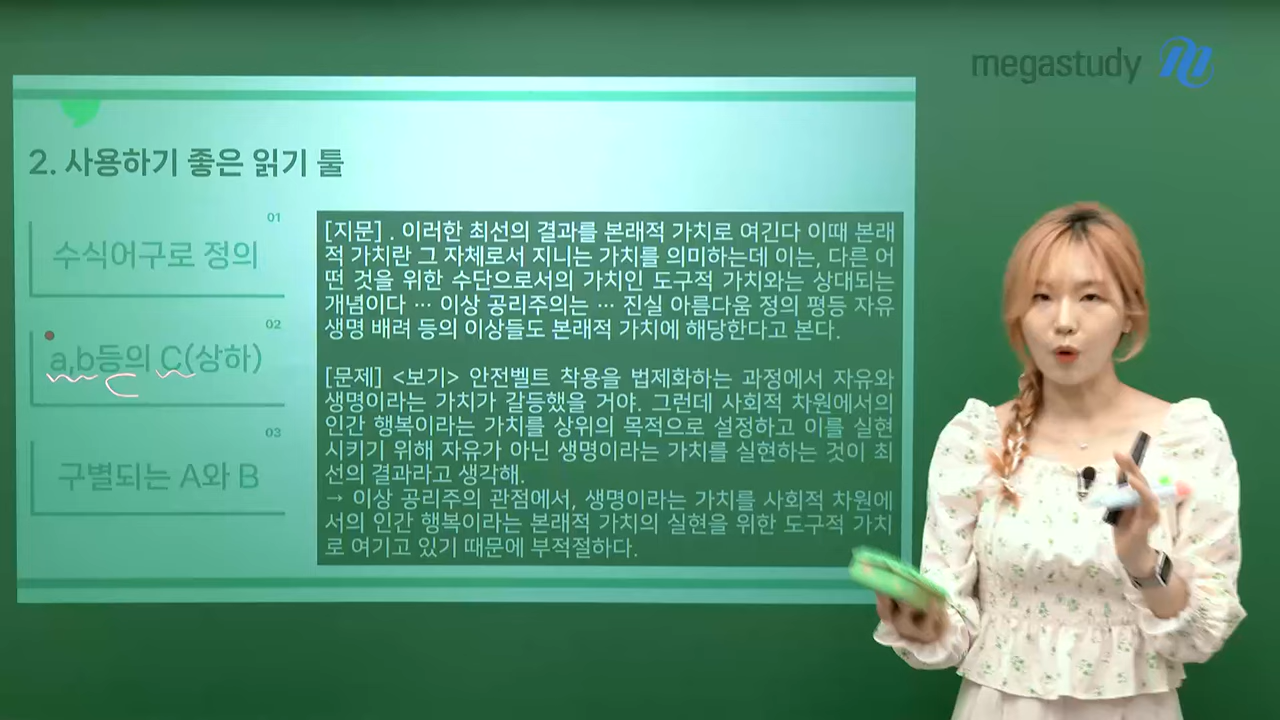 megastudy
2. 사용하기 좋은 읽기 툴
01
수식어구로 정의
02
a,b등의 C(상하)
03
구별되는 A와 B
[지문] . 이러한 최선의 결과를 본래적 가치로 여긴다 이때 본래
적 가치란 그 자체로서 지니는 가치를 의미하는데 이는, 다른 어
떤 것을 위한 수단으로서의 가치인 도구적 가치와는 상대되는
개념이다 … 이상 공리주의는 … 진실 아름다움 정의 평등 자유
생명 배려 등의 이상들도 본래적 가치에 해당한다고 본다.
[문제] <보기> 안전벨트 착용을 법제화하는 과정에서 자유와
생명이라는 가치가 갈등했을 거야. 그런데 사회적 차원에서의
인간 행복이라는 가치를 상위의 목적으로 설정하고 이를 실현
시키기 위해 자유가 아닌 생명이라는 가치를 실현하는 것이 최
선의 결과라고 생각해.
→ 이상 공리주의 관점에서, 생명이라는 가치를 사회적 차원에
서의 인간 행복이라는 본래적 가치의 실현을 위한 도구적 가치
로 여기고 있기 때문에 부적절하다.